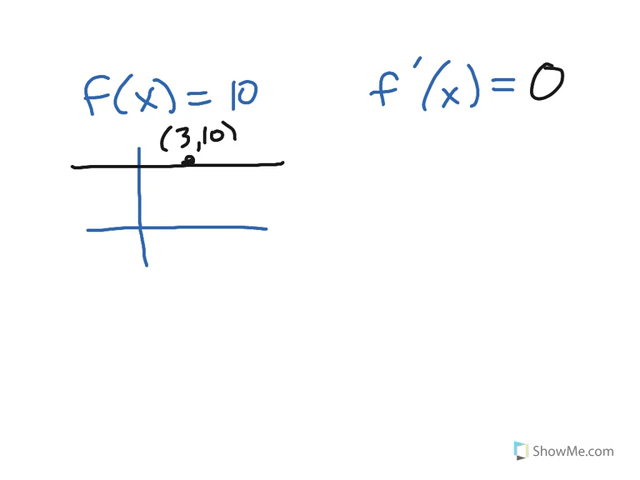 f(x) = 10
f'(x) = 0
(3,10)
ShowMe.com